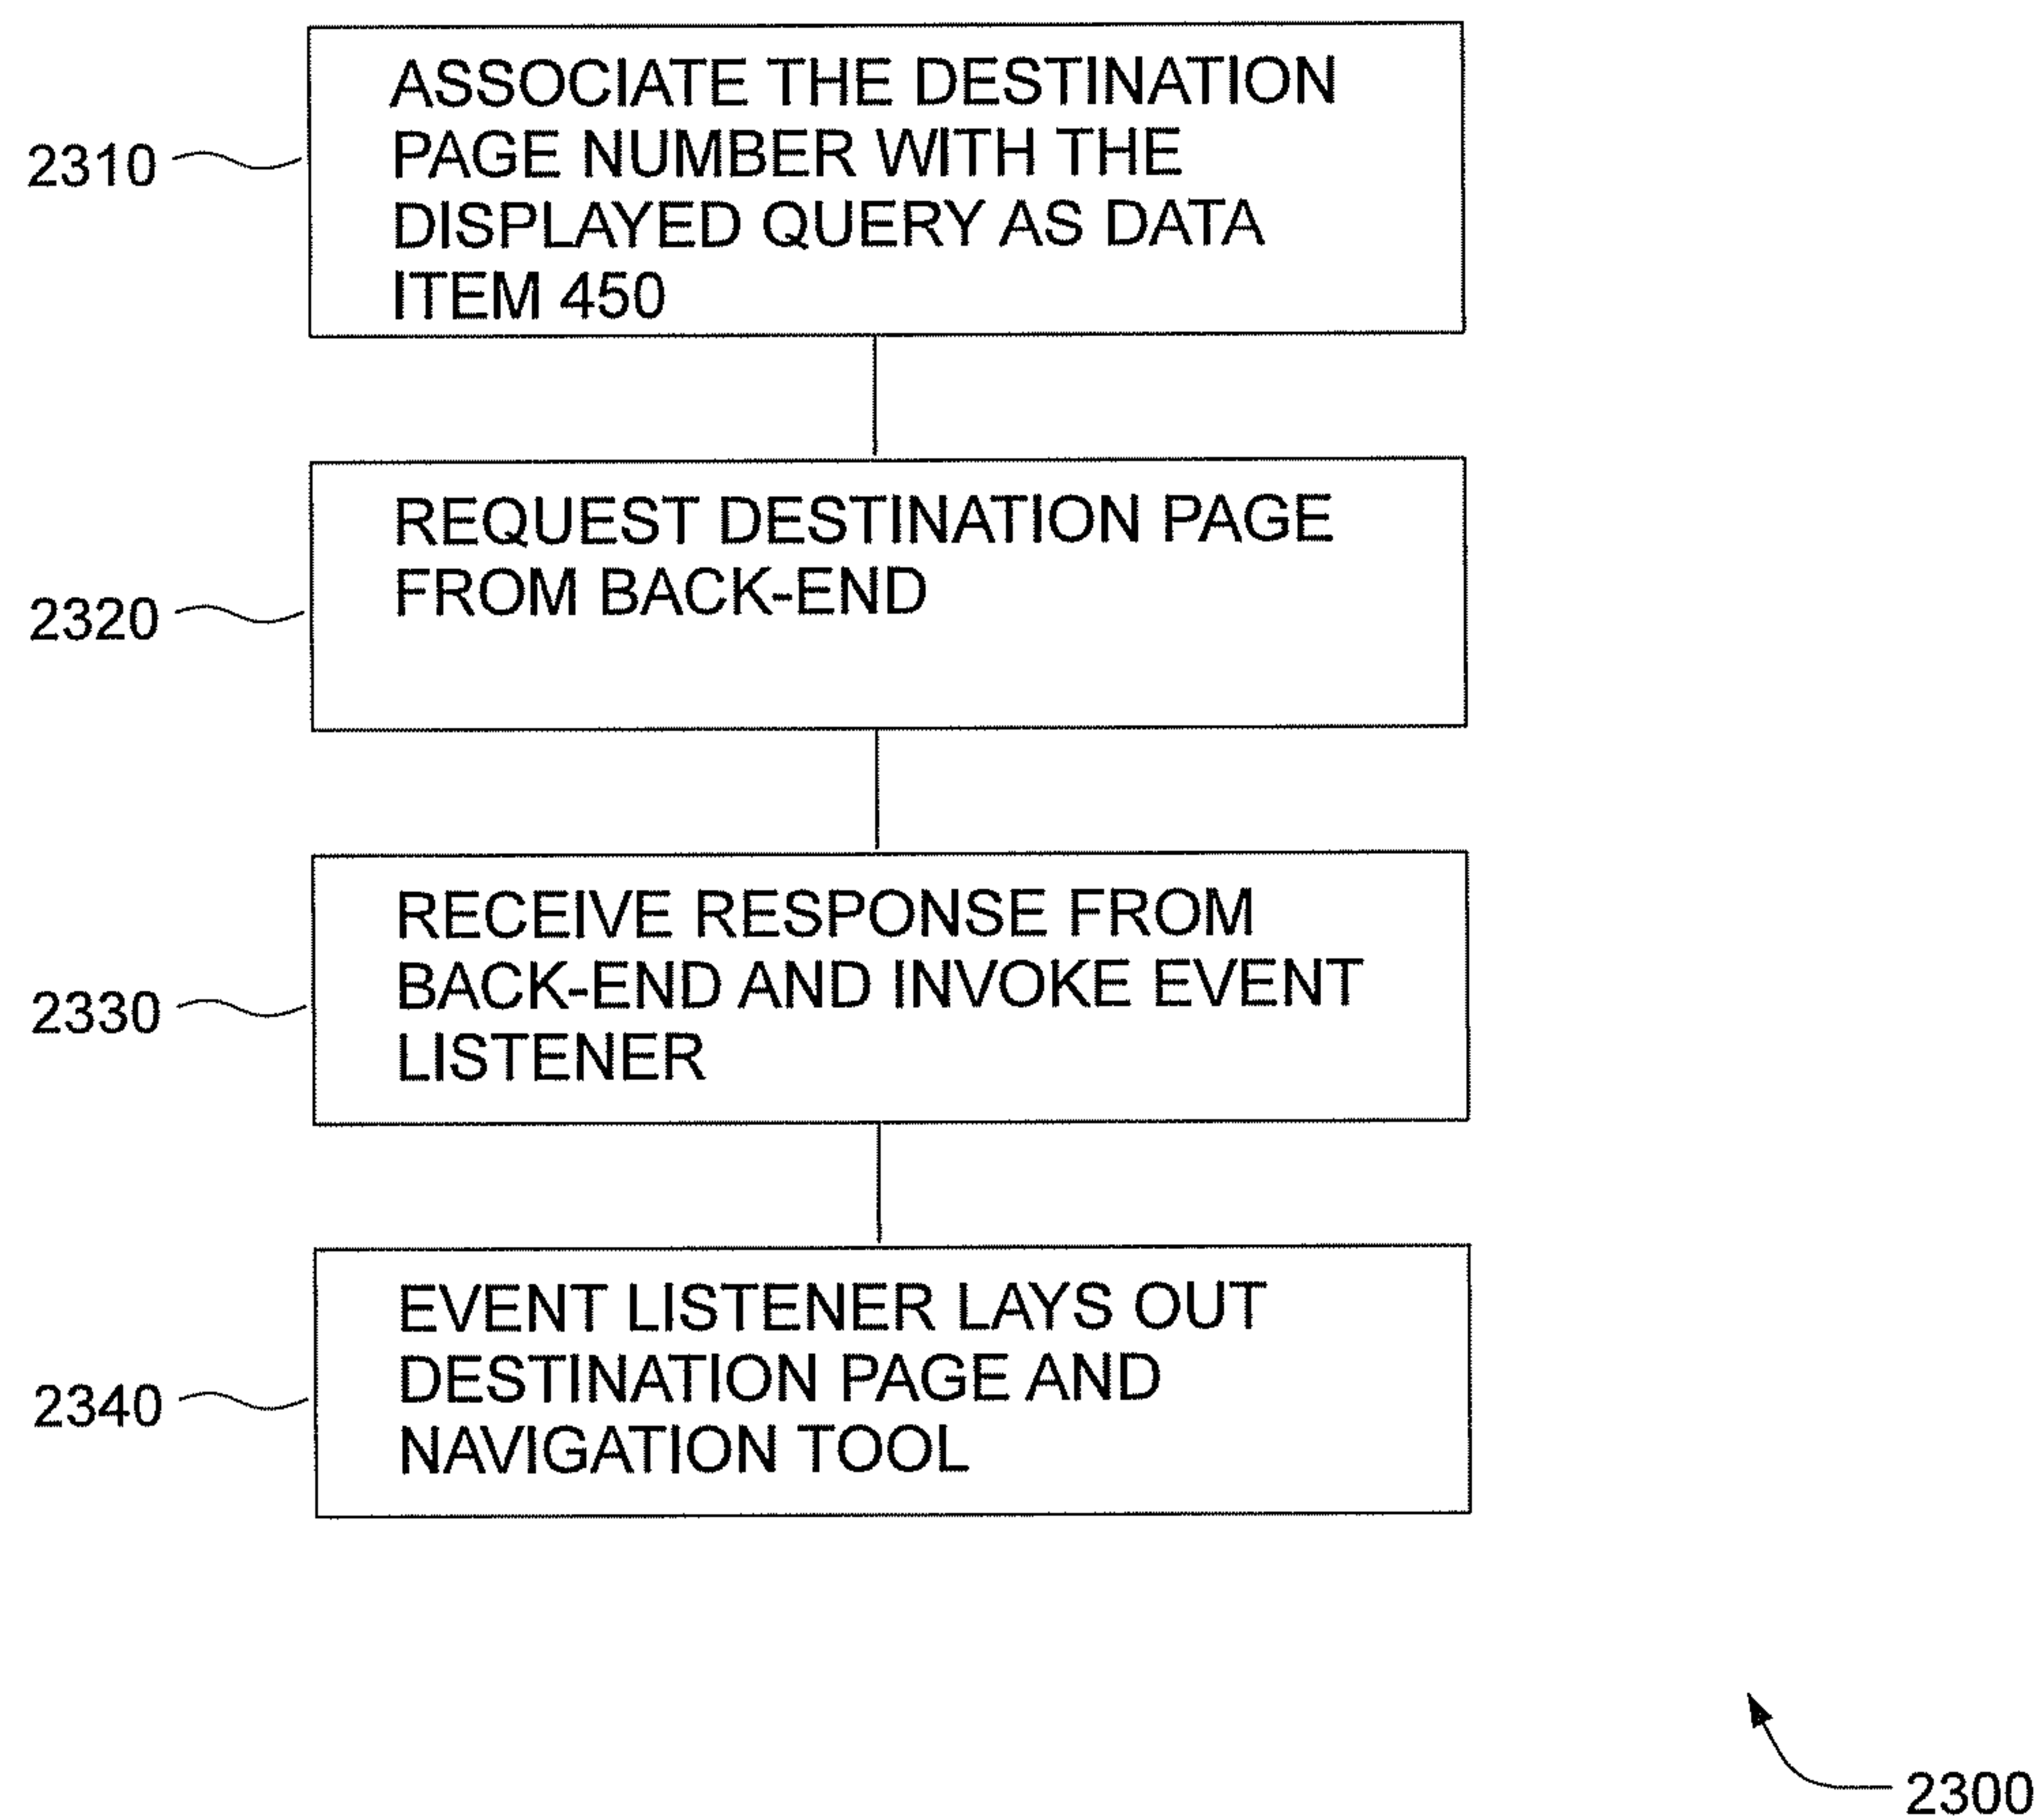 ASSOCIATE THE DESTINATION
PAGE NUMBER WITH THE
DISPLAYED QUERY AS DATA
ITEM 450
2310
REQUEST DESTINATION PAGE
FROM BACK-END
2320
RECEIVE RESPONSE FROM
BACK-END AND INVOKE EVENT
LISTENER
2330
EVENT LISTENER LAYS OUT
DESTINATION PAGE AND
NAVIGATION TOOL
2340
2300